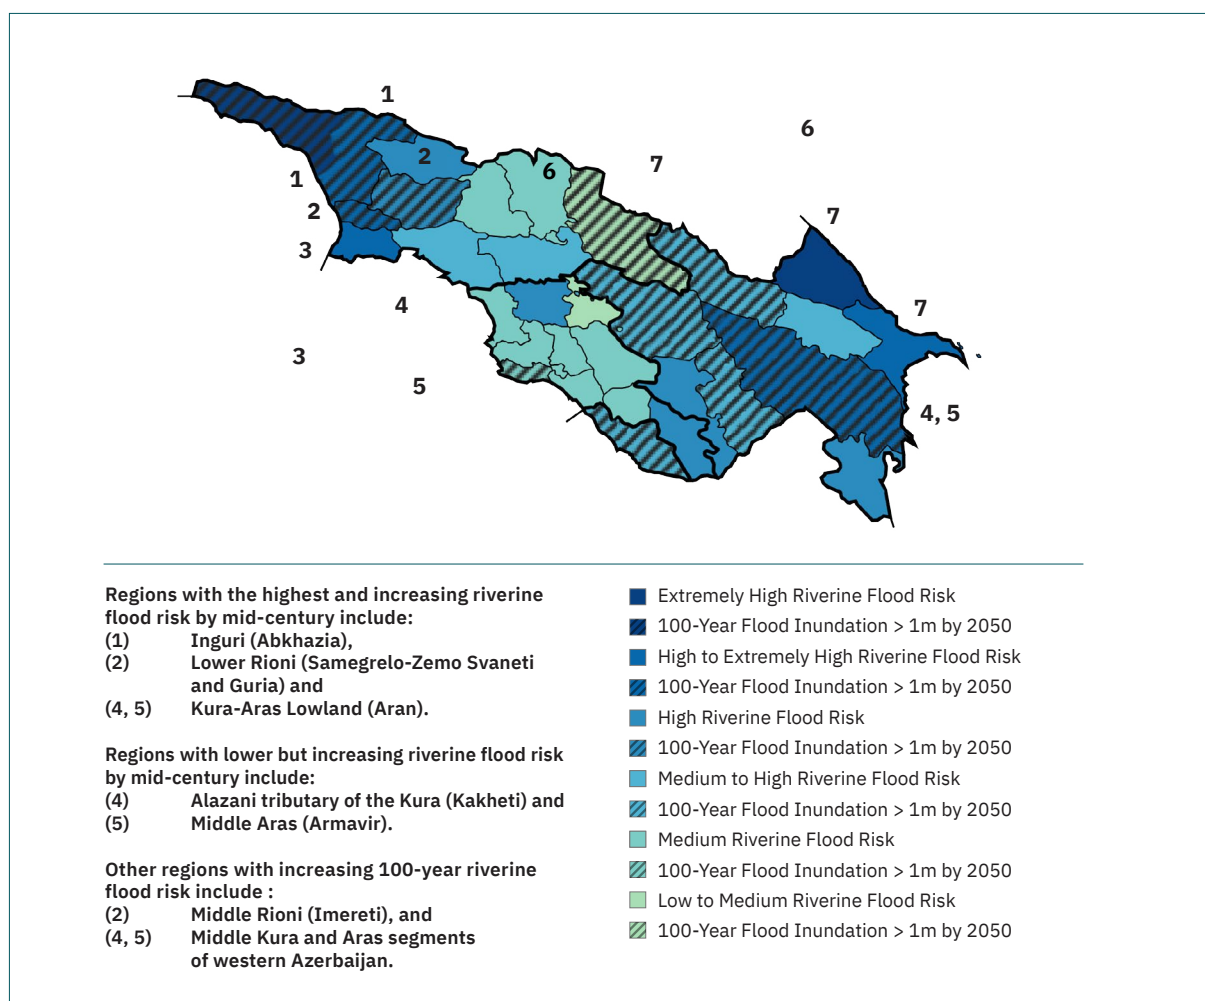 1
6
2
7
6
1
2
7
3
4
7
3
5
4, 5
Regions with the highest and increasing riverine
flood risk by mid-century include:
(1) Inguri (Abkhazia),
(2) Lower Rioni (Samegrelo-Zemo Svaneti
and Guria) and
(4, 5) Kura-Aras Lowland (Aran).
Regions with lower but increasing riverine flood risk
by mid-century include:
(4) Alazani tributary of the Kura (Kakheti) and
(5) Middle Aras (Armavir).
Other regions with increasing 100-year riverine
flood risk include :
(2) Middle Rioni (Imereti), and
(4, 5) Middle Kura and Aras segments
of western Azerbaijan.
Extremely High Riverine Flood Risk
100-Year Flood Inundation > 1m by 2050
High to Extremely High Riverine Flood Risk
100-Year Flood Inundation > 1m by 2050
High Riverine Flood Risk
100-Year Flood Inundation > 1m by 2050
Medium to High Riverine Flood Risk
100-Year Flood Inundation > 1m by 2050
Medium Riverine Flood Risk
100-Year Flood Inundation > 1m by 2050
Low to Medium Riverine Flood Risk
100-Year Flood Inundation > 1m by 2050